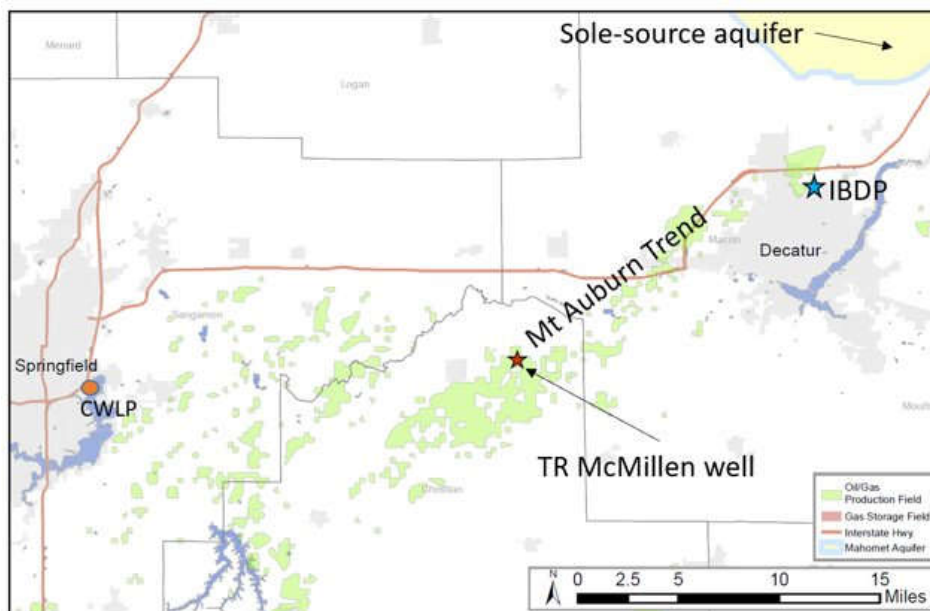 Sole-source aquifer
Menard
Logan
IBDP
Mt Auburn Trend
Macon
Decatur
Sangamon
Springfield
CWLP
TR McMillen well
Christian
Oil/Gas
Production Field
Gas Storage Field
Interstate Hwy
Mahomet Aquifer
N
0 2.5 5 10 15
Miles